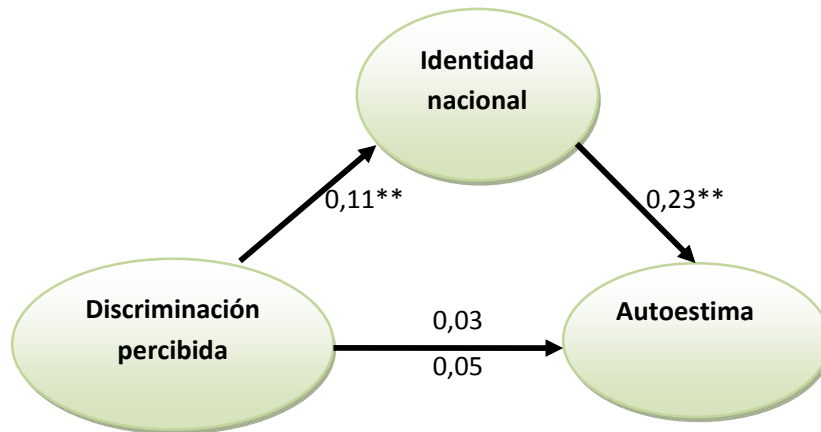 Identidad
nacional
0,11**
0,23**
Discriminación
percibida
0,03
0,05
Autoestima